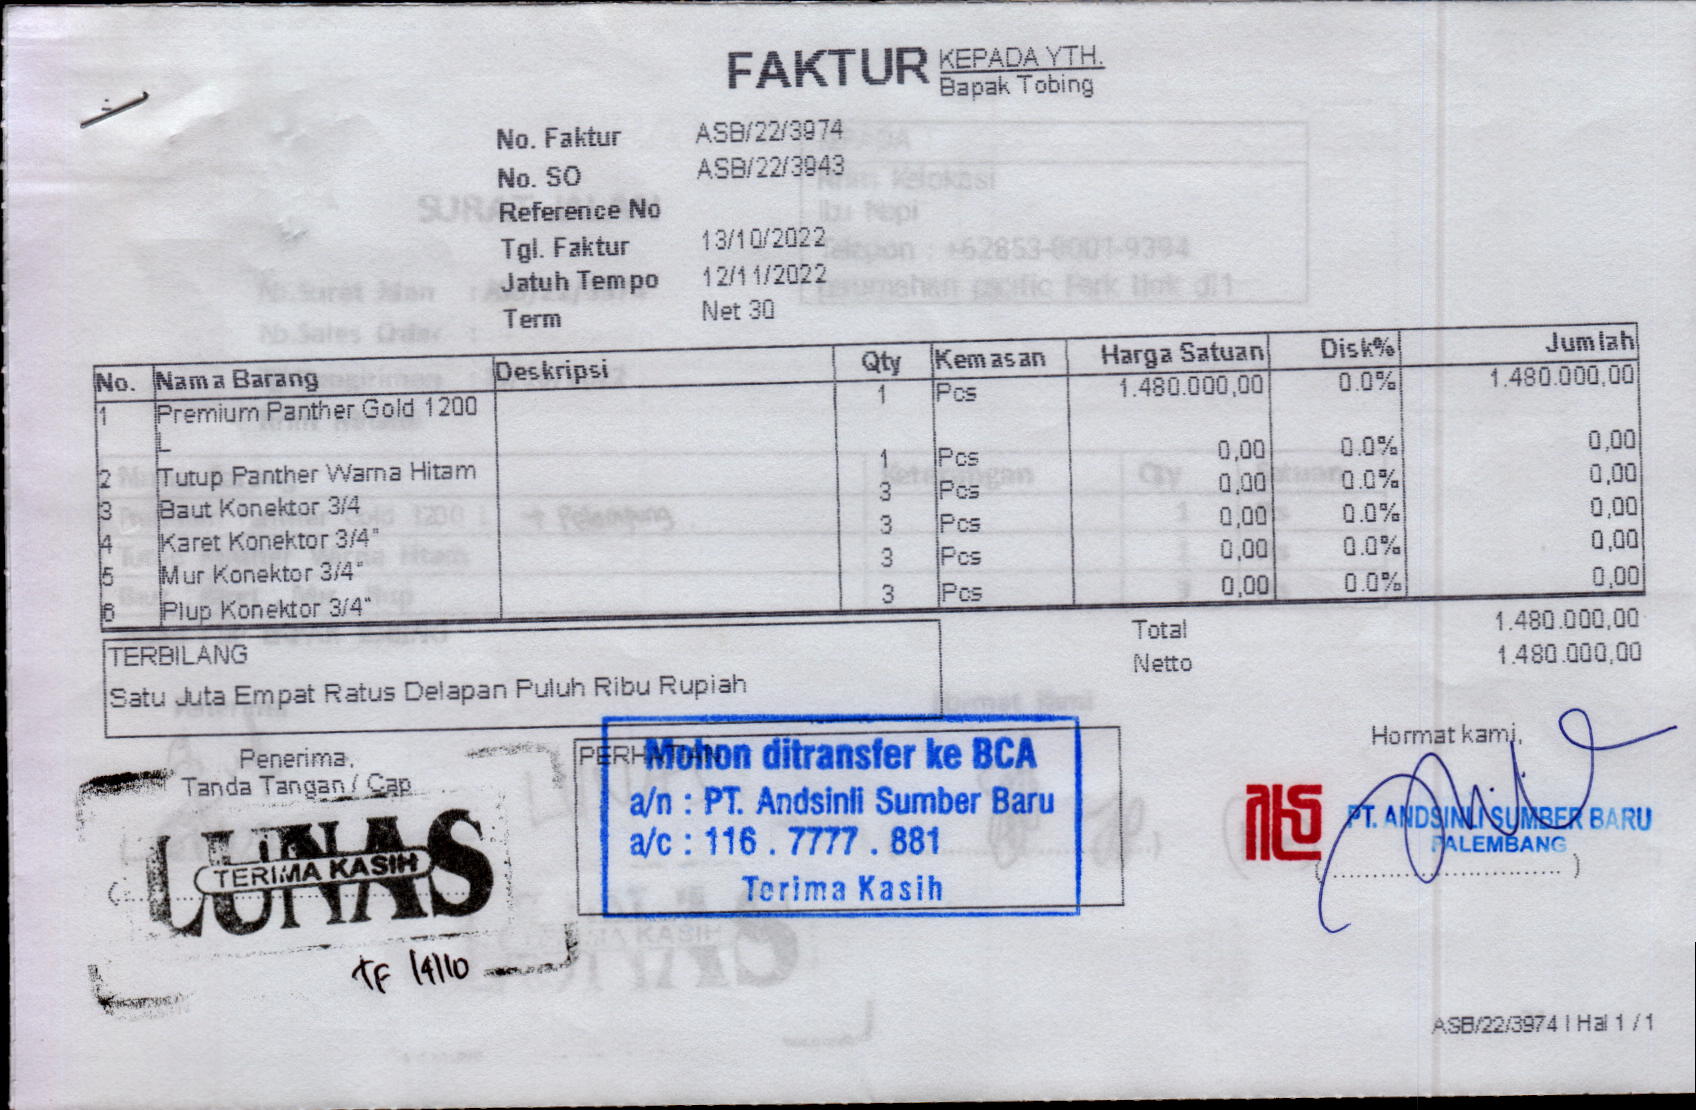 FAKTUR
KEPADA YTH.
Bapak Tobing
No. Faktur ASB/22/3974
No. SO ASB/22/3943
Reference No
Tgl. Faktur 13/10/2022
Jatuh Tempo 12/11/2022
Term Net 30
No. Nama Barang Deskripsi Qty Kemasan Harga Satuan Disk% Jumlah
1 Premium Panther Gold 1200 1 Pcs 1.480.000,00 0.0% 1.480.000,00
L
2 Tutup Panther Warna Hitam 1 Pcs 0,00 0.0% 0,00
3 Baut Konektor 3/4 3 Pcs 0,00 0.0% 0,00
4 Karet Konektor 3/4" 3 Pcs 0,00 0.0% 0,00
5 Mur Konektor 3/4" 3 Pcs 0,00 0.0% 0,00
6 Plup Konektor 3/4" 3 Pcs 0,00 0.0% 0,00
Total 1.480.000,00
Netto 1.480.000,00
TERBILANG
Satu Juta Empat Ratus Delapan Puluh Ribu Rupiah
Penerima,
Tanda Tangan / Cap
LUNAS
TERIMA KASIH
TF 14/10
PERHATIAN
Mohon ditransfer ke BCA
a/n : PT. Andsinli Sumber Baru
a/c : 116 . 7777 . 881
Terima Kasih
Hormat kami,
PT. ANDSINLI SUMBER BARU
PALEMBANG
ASB/22/3974 | Hal 1 / 1